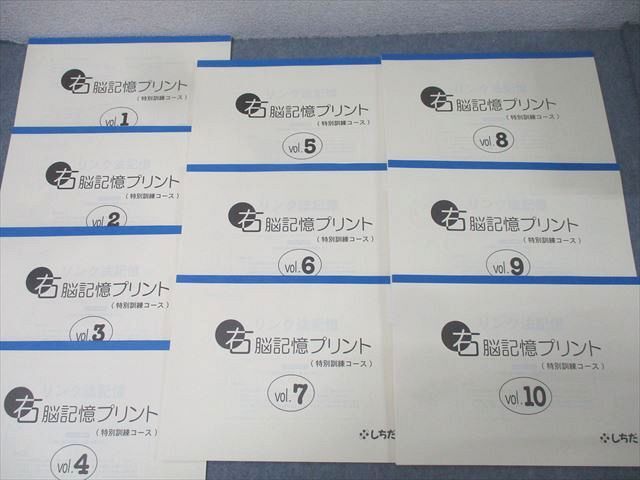 右脳記憶プリント
(特別訓練コース)
vol.1
右脳記憶プリント
(特別訓練コース)
vol.2
右脳記憶プリント
(特別訓練コース)
vol.3
右脳記憶プリント
(特別訓練コース)
vol.4
右脳記憶プリント
(特別訓練コース)
vol.5
右脳記憶プリント
(特別訓練コース)
vol.6
右脳記憶プリント
(特別訓練コース)
vol.7
しちだ
右脳記憶プリント
(特別訓練コース)
vol.8
右脳記憶プリント
(特別訓練コース)
vol.9
右脳記憶プリント
(特別訓練コース)
vol.10
しちだ